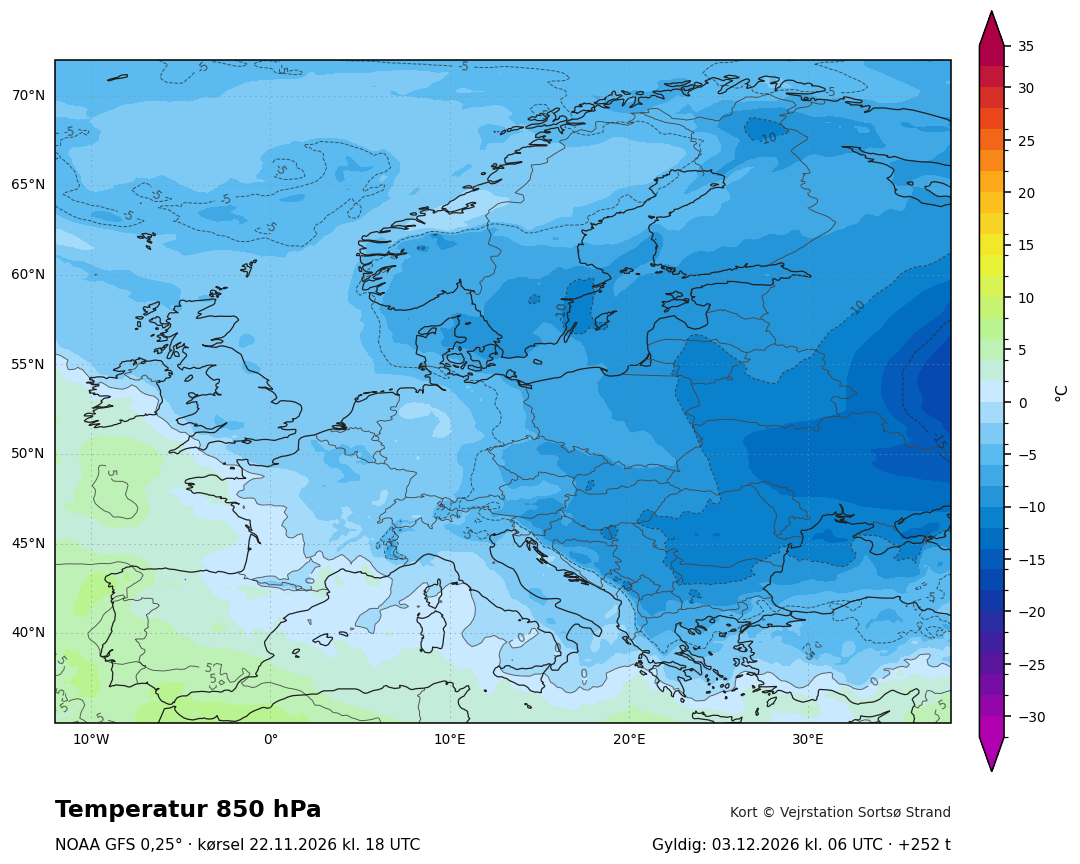 70°N
65°N
60°N
55°N
50°N
45°N
40°N
10°W 0° 10°E 20°E 30°E
35
30
25
20
15
10
5
0
−5
−10
−15
−20
−25
−30
°C
Temperatur 850 hPa
Kort © Vejrstation Sortsø Strand
NOAA GFS 0,25° · kørsel 22.11.2026 kl. 18 UTC
Gyldig: 03.12.2026 kl. 06 UTC · +252 t